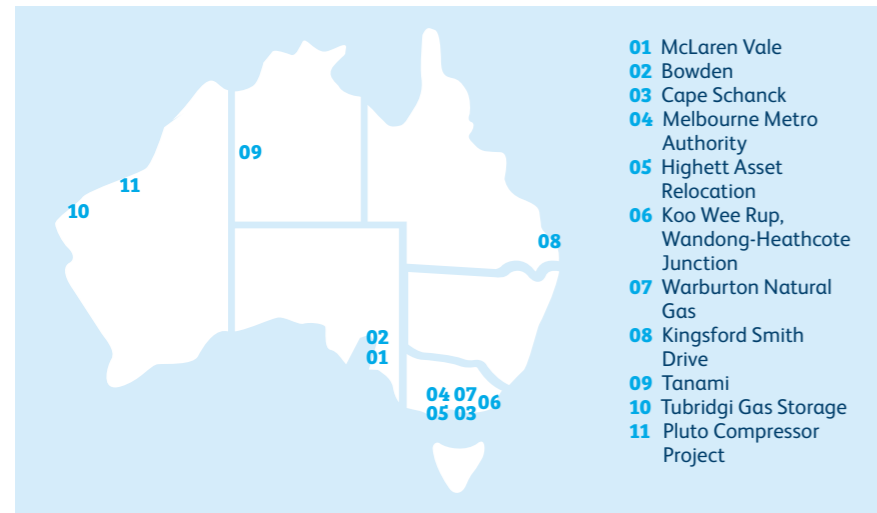 09
11
10
08
02
01
04 07
06
05 03
01 McLaren Vale
02 Bowden
03 Cape Schanck
04 Melbourne Metro
Authority
05 Highett Asset
Relocation
06 Koo Wee Rup,
Wandong-Heathcote
Junction
07 Warburton Natural
Gas
08 Kingsford Smith
Drive
09 Tanami
10 Tubridgi Gas Storage
11 Pluto Compressor
Project